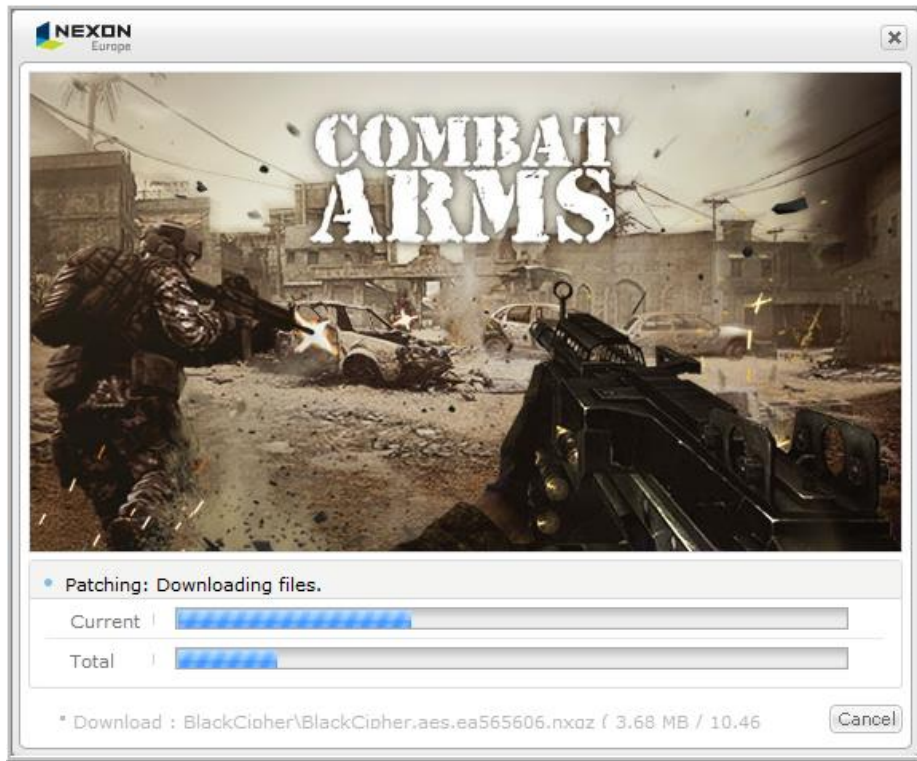 NEXON
Europe
COMBAT
ARMS
Patching: Downloading files.
Current
Total
* Download : BlackCipher\BlackCipher.aes.ea565606.nxgz ( 3.68 MB / 10.46
Cancel